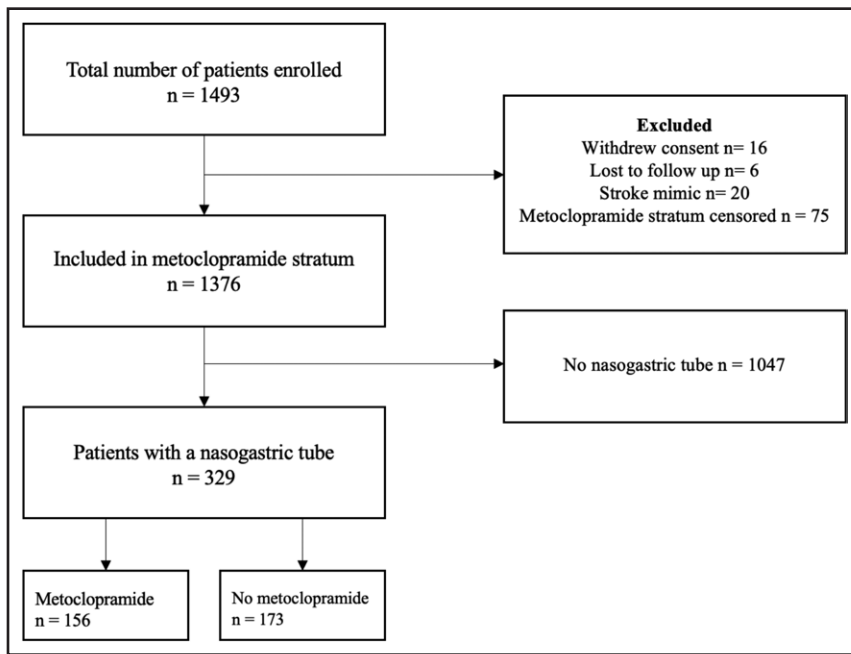 Total number of patients enrolled
n = 1493
Excluded
Withdrew consent n= 16
Lost to follow up n= 6
Stroke mimic n= 20
Metoclopramide stratum censored n = 75
Included in metoclopramide stratum
n = 1376
No nasogastric tube n = 1047
Patients with a nasogastric tube
n = 329
Metoclopramide
n = 156
No metoclopramide
n = 173